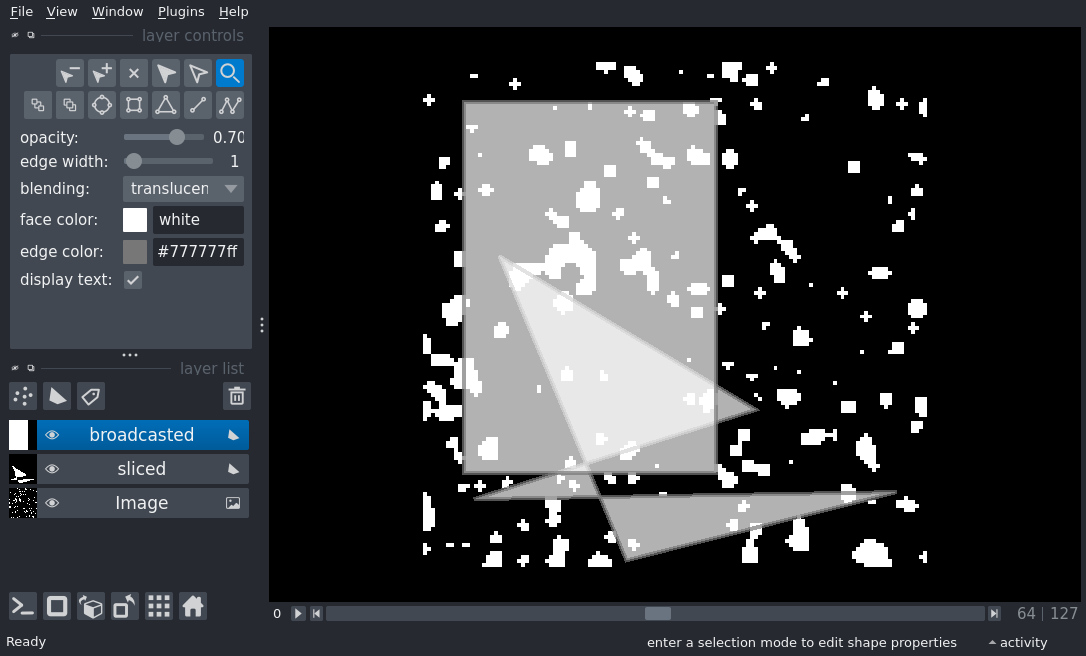 File View Window Plugins Help
layer controls
opacity: 0.70
edge width: 1
blending: translucen
face color: white
edge color: #777777ff
display text:
layer list
broadcasted
sliced
Image
0 64 127
Ready enter a selection mode to edit shape properties activity